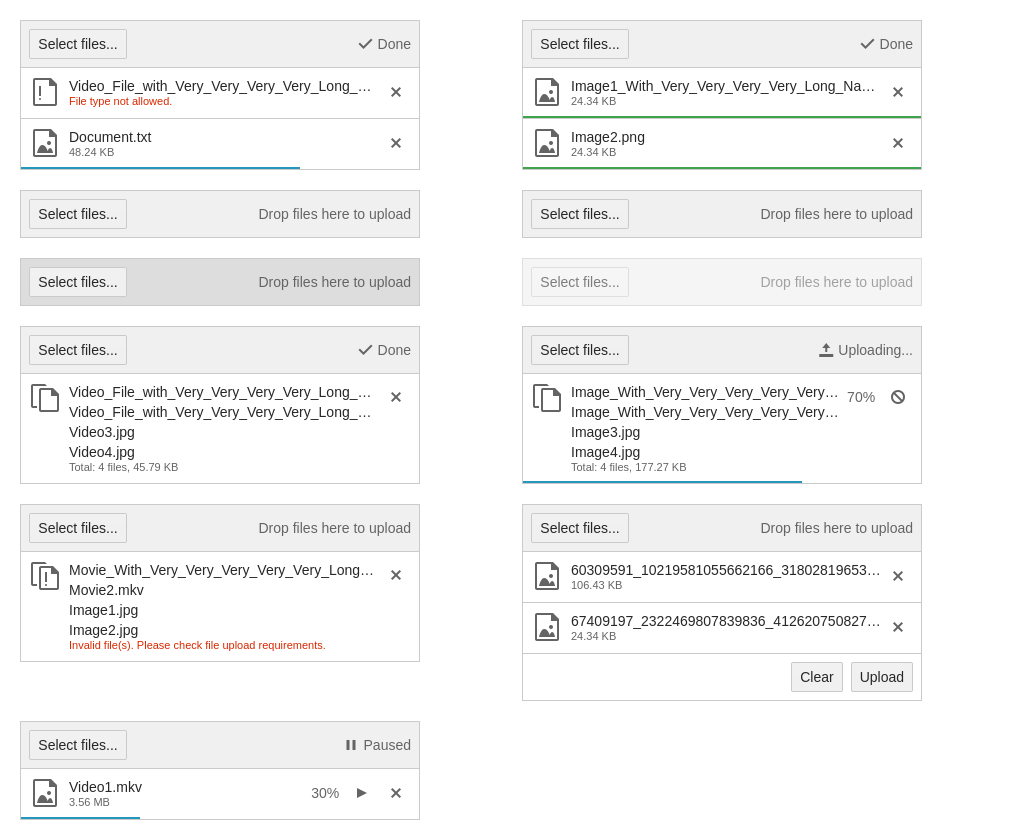 Select files...
Done
Video_File_with_Very_Very_Very_Very_Long_...
File type not allowed.
Document.txt
48.24 KB
Select files...
Done
Image1_With_Very_Very_Very_Very_Long_Na...
24.34 KB
Image2.png
24.34 KB
Select files...
Drop files here to upload
Select files...
Drop files here to upload
Select files...
Drop files here to upload
Select files...
Drop files here to upload
Select files...
Done
Video_File_with_Very_Very_Very_Very_Long_...
Video_File_with_Very_Very_Very_Very_Long_...
Video3.jpg
Video4.jpg
Total: 4 files, 45.79 KB
Select files...
Uploading...
Image_With_Very_Very_Very_Very_Very...
70%
Image_With_Very_Very_Very_Very_Very...
Image3.jpg
Image4.jpg
Total: 4 files, 177.27 KB
Select files...
Drop files here to upload
Movie_With_Very_Very_Very_Very_Very_Long...
Movie2.mkv
Image1.jpg
Image2.jpg
Invalid file(s). Please check file upload requirements.
Select files...
Drop files here to upload
60309591_10219581055662166_31802819653...
106.43 KB
67409197_2322469807839836_412620750827...
24.34 KB
Clear
Upload
Select files...
Paused
Video1.mkv
30%
3.56 MB